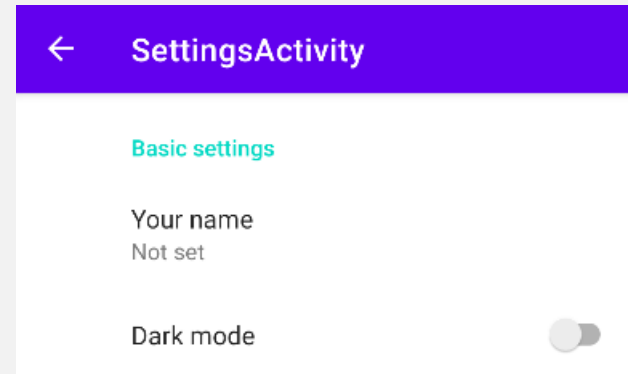 SettingsActivity
Basic settings
Your name
Not set
Dark mode